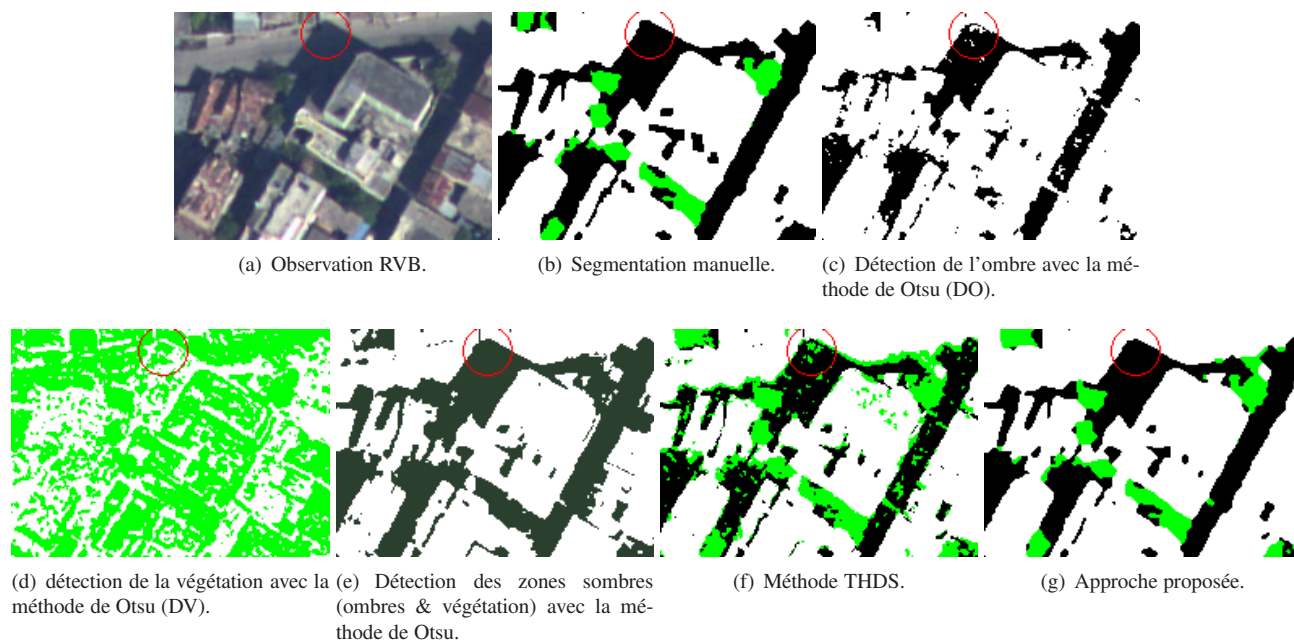 (a) Observation RVB.
(b) Segmentation manuelle.
(c) Détection de l'ombre avec la mé-
thode de Otsu (DO).
(d) détection de la végétation avec la
méthode de Otsu (DV).
(e) Détection des zones sombres
(ombres & végétation) avec la mé-
thode de Otsu.
(f) Méthode THDS.
(g) Approche proposée.